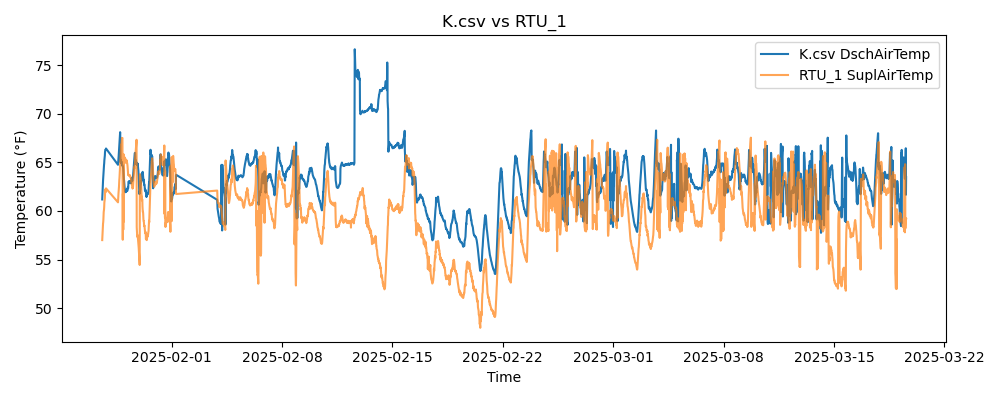 K.csv vs RTU_1
K.csv DschAirTemp
RTU_1 SuplAirTemp
Temperature (°F)
75
70
65
60
55
50
2025-02-01 2025-02-08 2025-02-15 2025-02-22 2025-03-01 2025-03-08 2025-03-15 2025-03-22
Time